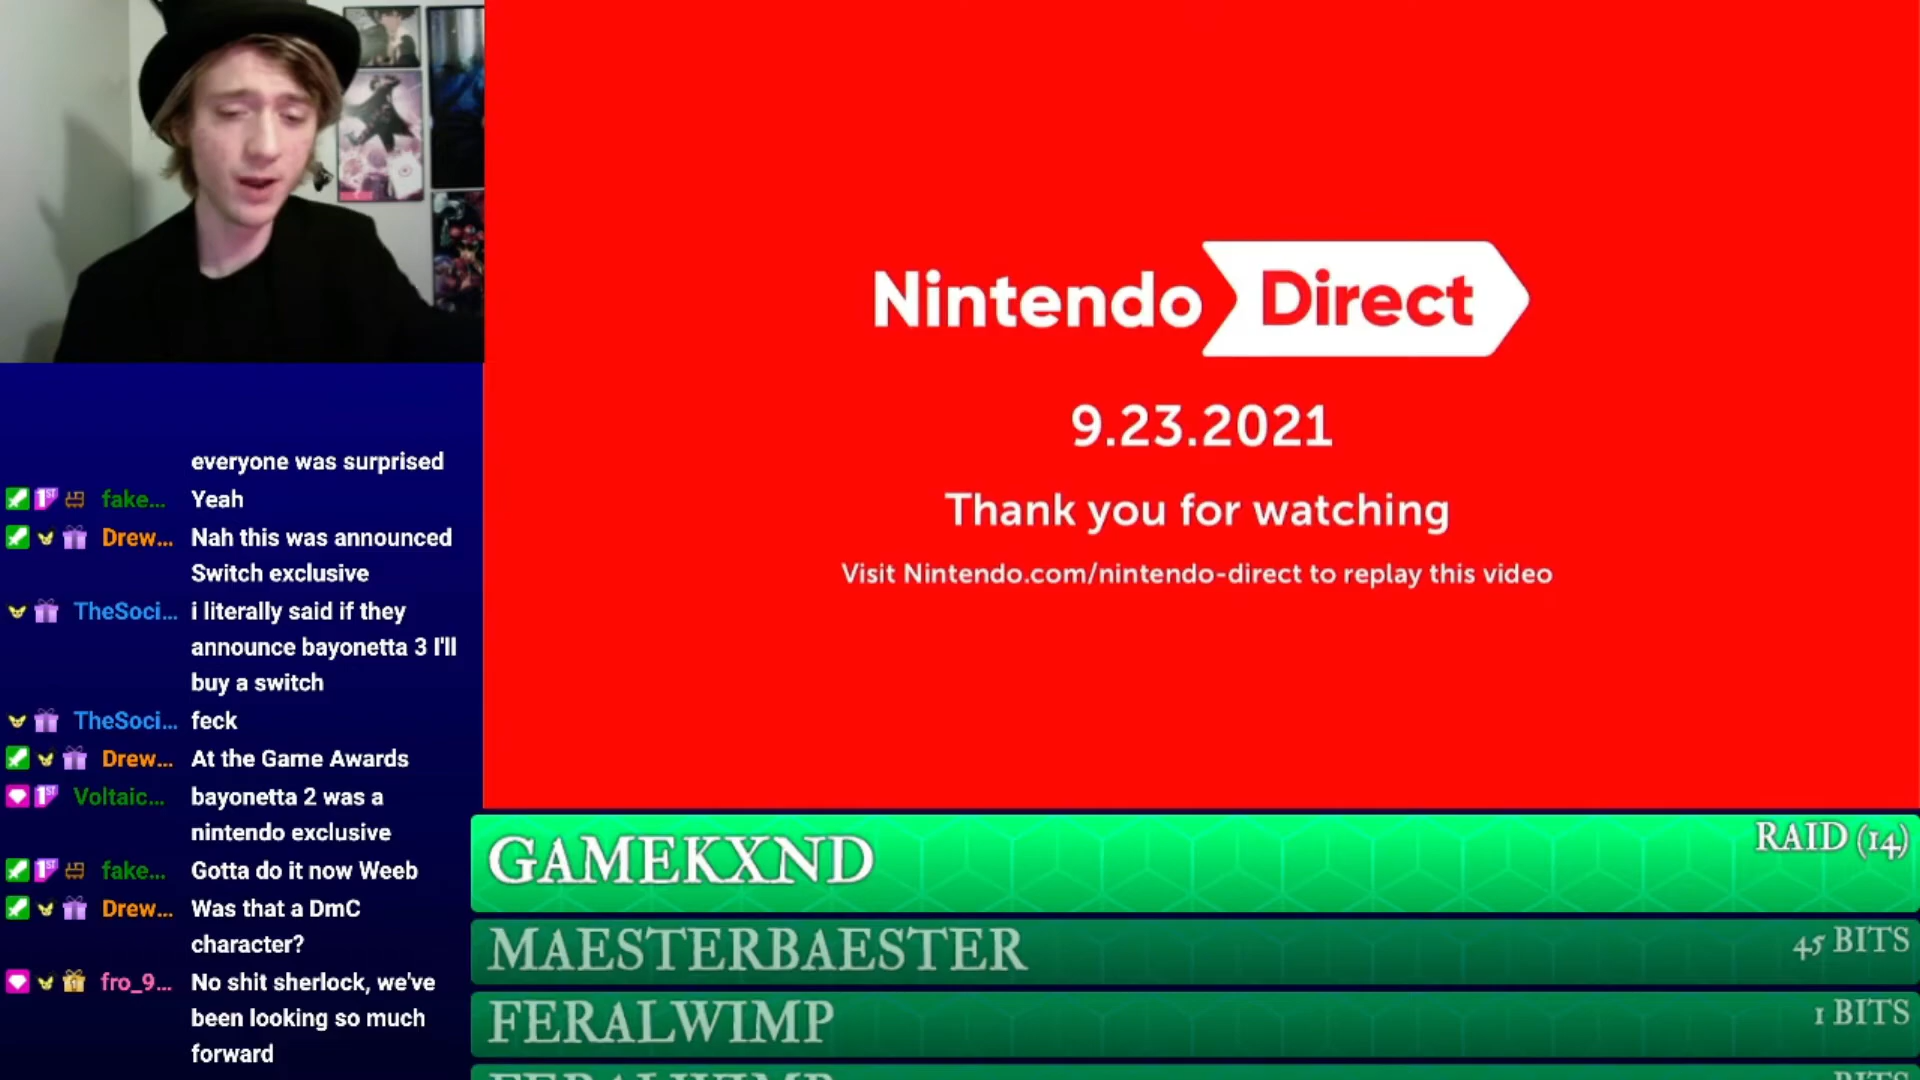 Nintendo Direct
9.23.2021
Thank you for watching
Visit Nintendo.com/nintendo-direct to replay this video
everyone was surprised
fake... Yeah
Drew... Nah this was announced
Switch exclusive
TheSoci... i literally said if they
announce bayonetta 3 I'll
buy a switch
TheSoci... feck
Drew... At the Game Awards
Voltaic... bayonetta 2 was a
nintendo exclusive
fake... Gotta do it now Weeb
Drew... Was that a DmC
character?
fro_9... No shit sherlock, we've
been looking so much
forward
GAMEKXND RAID (14)
MAESTERBAESTER 45 BITS
FERALWIMP 1 BITS
FERALWIMP BITS